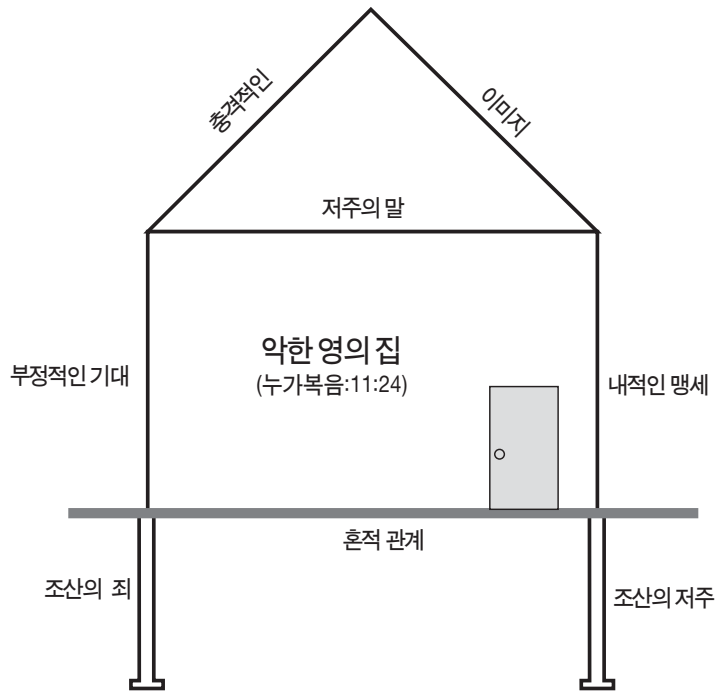 충격적인
이미지
저주의 말
악한 영의 집
(누가복음:11:24)
부정적인 기대
내적인 맹세
혼적 관계
조산의 죄
조산의 저주